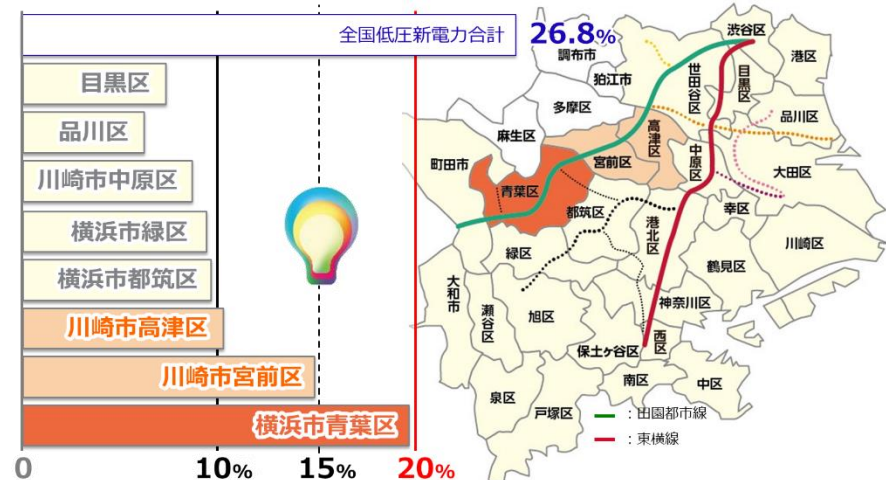 全国低圧新電力合計 26.8%
目黒区
品川区
川崎市中原区
横浜市緑区
横浜市都筑区
川崎市高津区
川崎市宮前区
横浜市青葉区
0 10% 15% 20%
渋谷区
調布市
港区
世田谷区
目黒区
狛江市
多摩区
品川区
麻生区
高津区
町田市
宮前区
中原区
大田区
青葉区
都筑区
幸区
港北区
川崎区
緑区
鶴見区
大和市
瀬谷区
旭区
神奈川区
保土ヶ谷区
西区
泉区
戸塚区
南区
中区
：田園都市線
：東横線